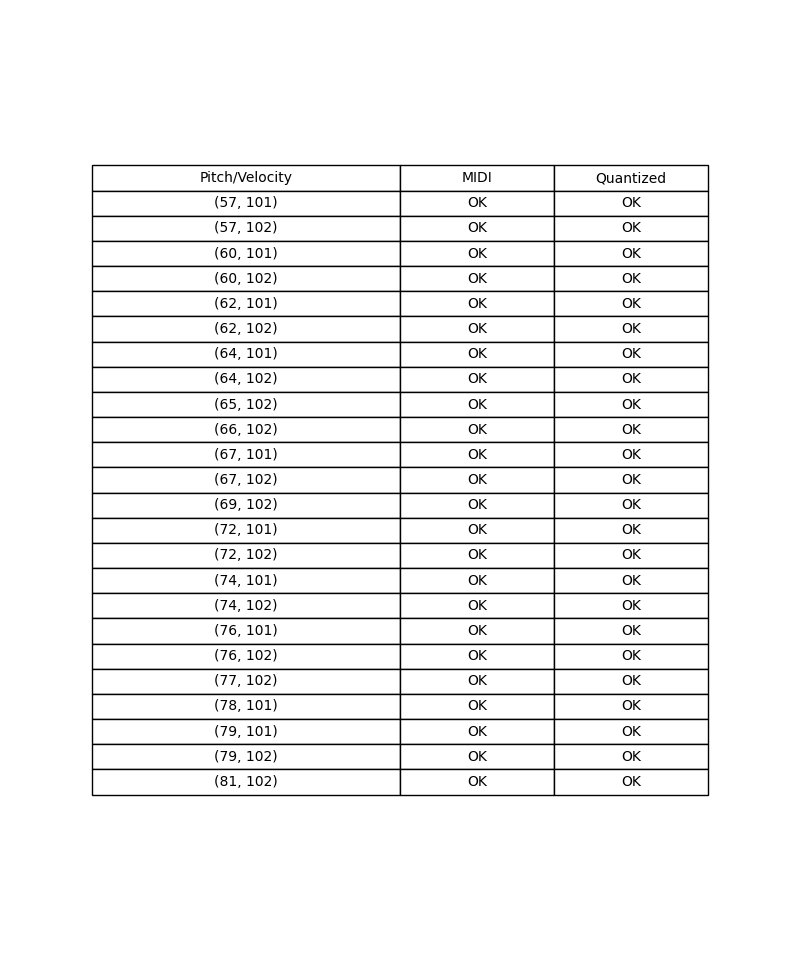 Pitch/Velocity MIDI Quantized
(57, 101) OK OK
(57, 102) OK OK
(60, 101) OK OK
(60, 102) OK OK
(62, 101) OK OK
(62, 102) OK OK
(64, 101) OK OK
(64, 102) OK OK
(65, 102) OK OK
(66, 102) OK OK
(67, 101) OK OK
(67, 102) OK OK
(69, 102) OK OK
(72, 101) OK OK
(72, 102) OK OK
(74, 101) OK OK
(74, 102) OK OK
(76, 101) OK OK
(76, 102) OK OK
(77, 102) OK OK
(78, 101) OK OK
(79, 101) OK OK
(79, 102) OK OK
(81, 102) OK OK